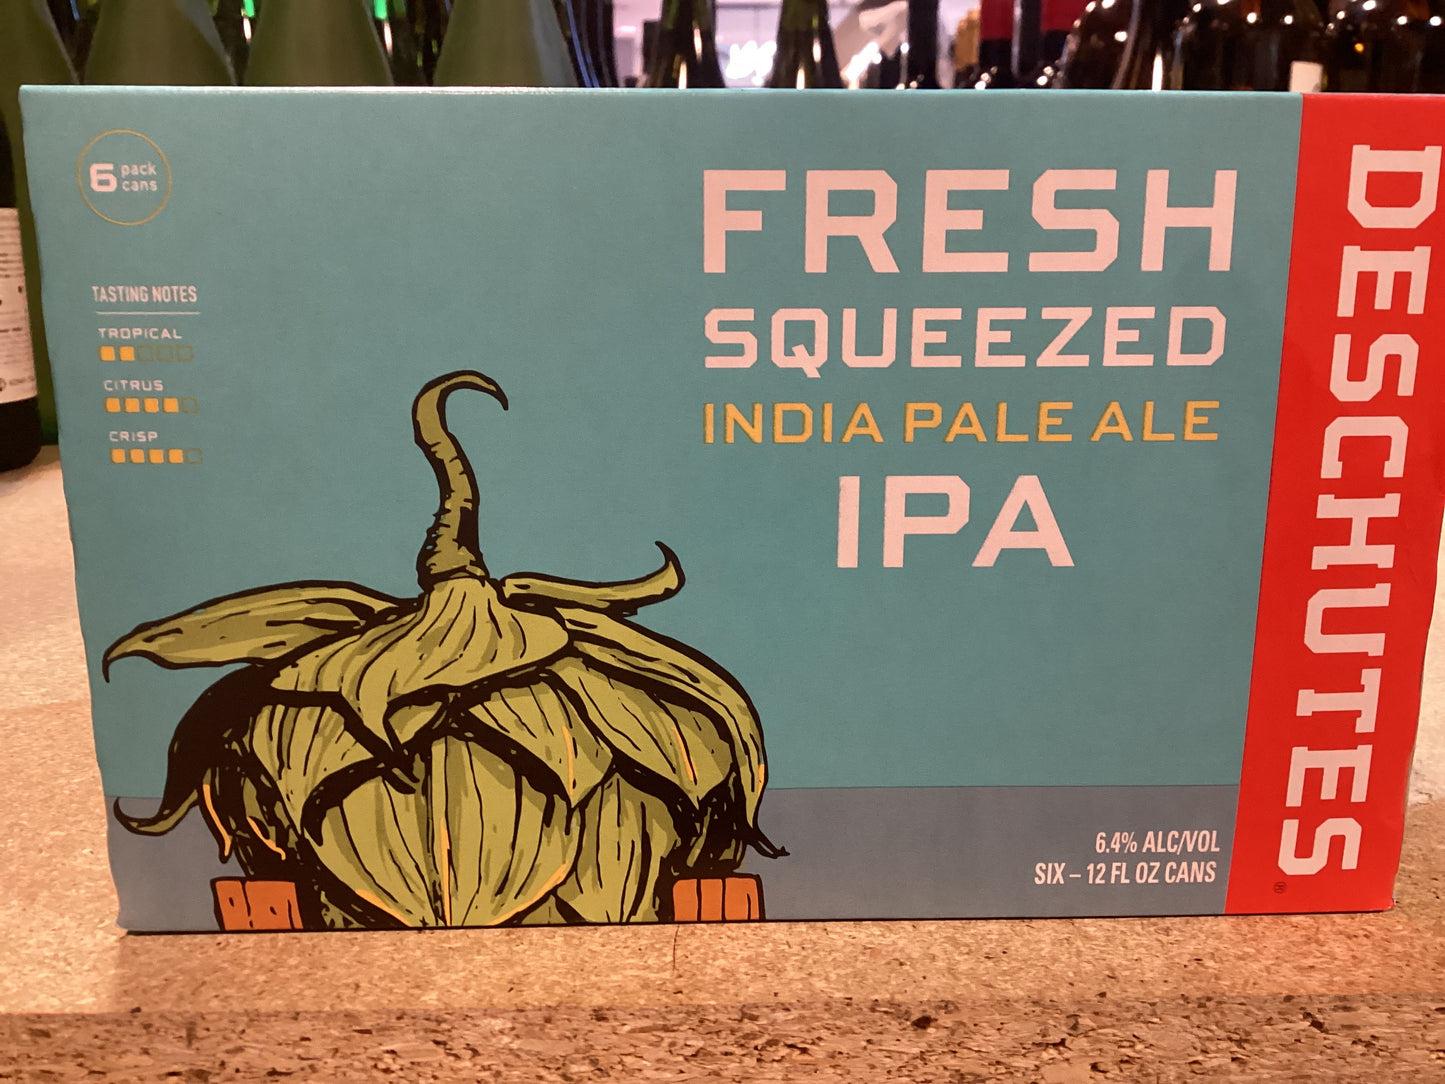 6 pack
cans
TASTING NOTES
TROPICAL
CITRUS
CRISP
FRESH
SQUEEZED
INDIA PALE ALE
IPA
6.4% ALC/VOL
SIX – 12 FL OZ CANS
DESCHUTES
®